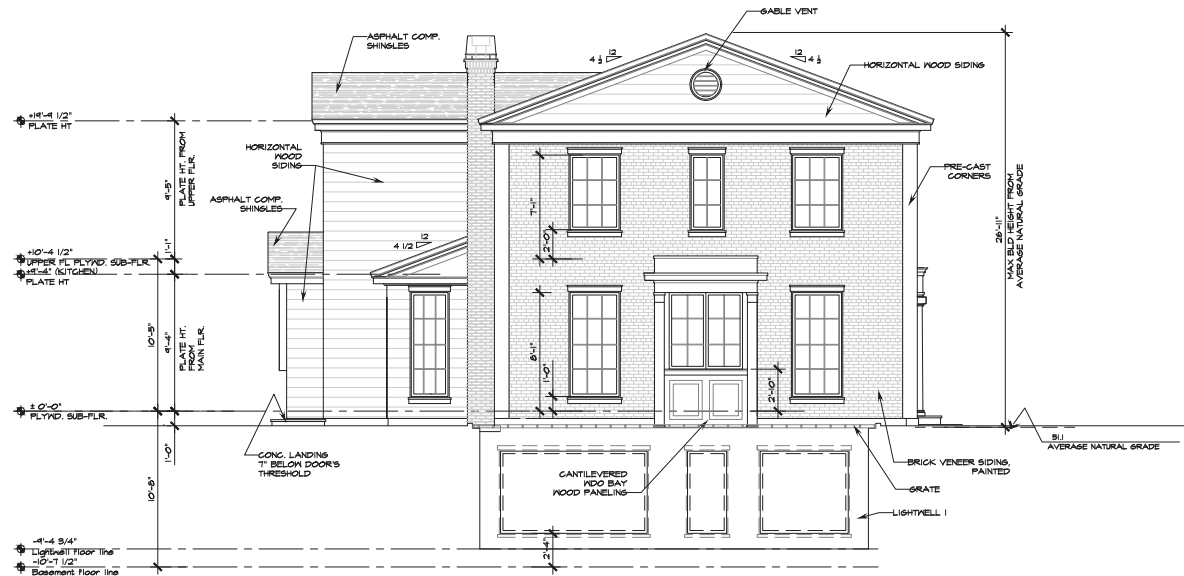 GABLE VENT
ASPHALT COMP.
SHINGLES
12
4 1/2
12
4 1/2
HORIZONTAL WOOD SIDING
+19'-9 1/2"
PLATE HT
HORIZONTAL
WOOD
SIDING
PLATE HT. FROM
UPPER FLR.
9'-5"
PRE-CAST
CORNERS
ASPHALT COMP.
SHINGLES
7'-1"
2'-0"
26'-11"
MAX BLD HEIGHT FROM
AVERAGE NATURAL GRADE
12
4 1/2
1'-1"
+10'-4 1/2"
UPPER FL PLYWD. SUB-FLR.
+9'-4" (KITCHEN)
PLATE HT
10'-5"
9'-4"
PLATE HT.
FROM
MAIN FLR.
8'-1"
1'-0"
2'-10"
± 0'-0"
PLYWD. SUB-FLR.
1'-0"
51.1
AVERAGE NATURAL GRADE
CONC. LANDING
7" BELOW DOOR'S
THRESHOLD
CANTILEVERED
WDO BAY
WOOD PANELING
BRICK VENEER SIDING,
PAINTED
GRATE
LIGHTWELL 1
2'-4"
-9'-4 3/4"
Lightwell Floor line
-10'-7 1/2"
Basement Floor line